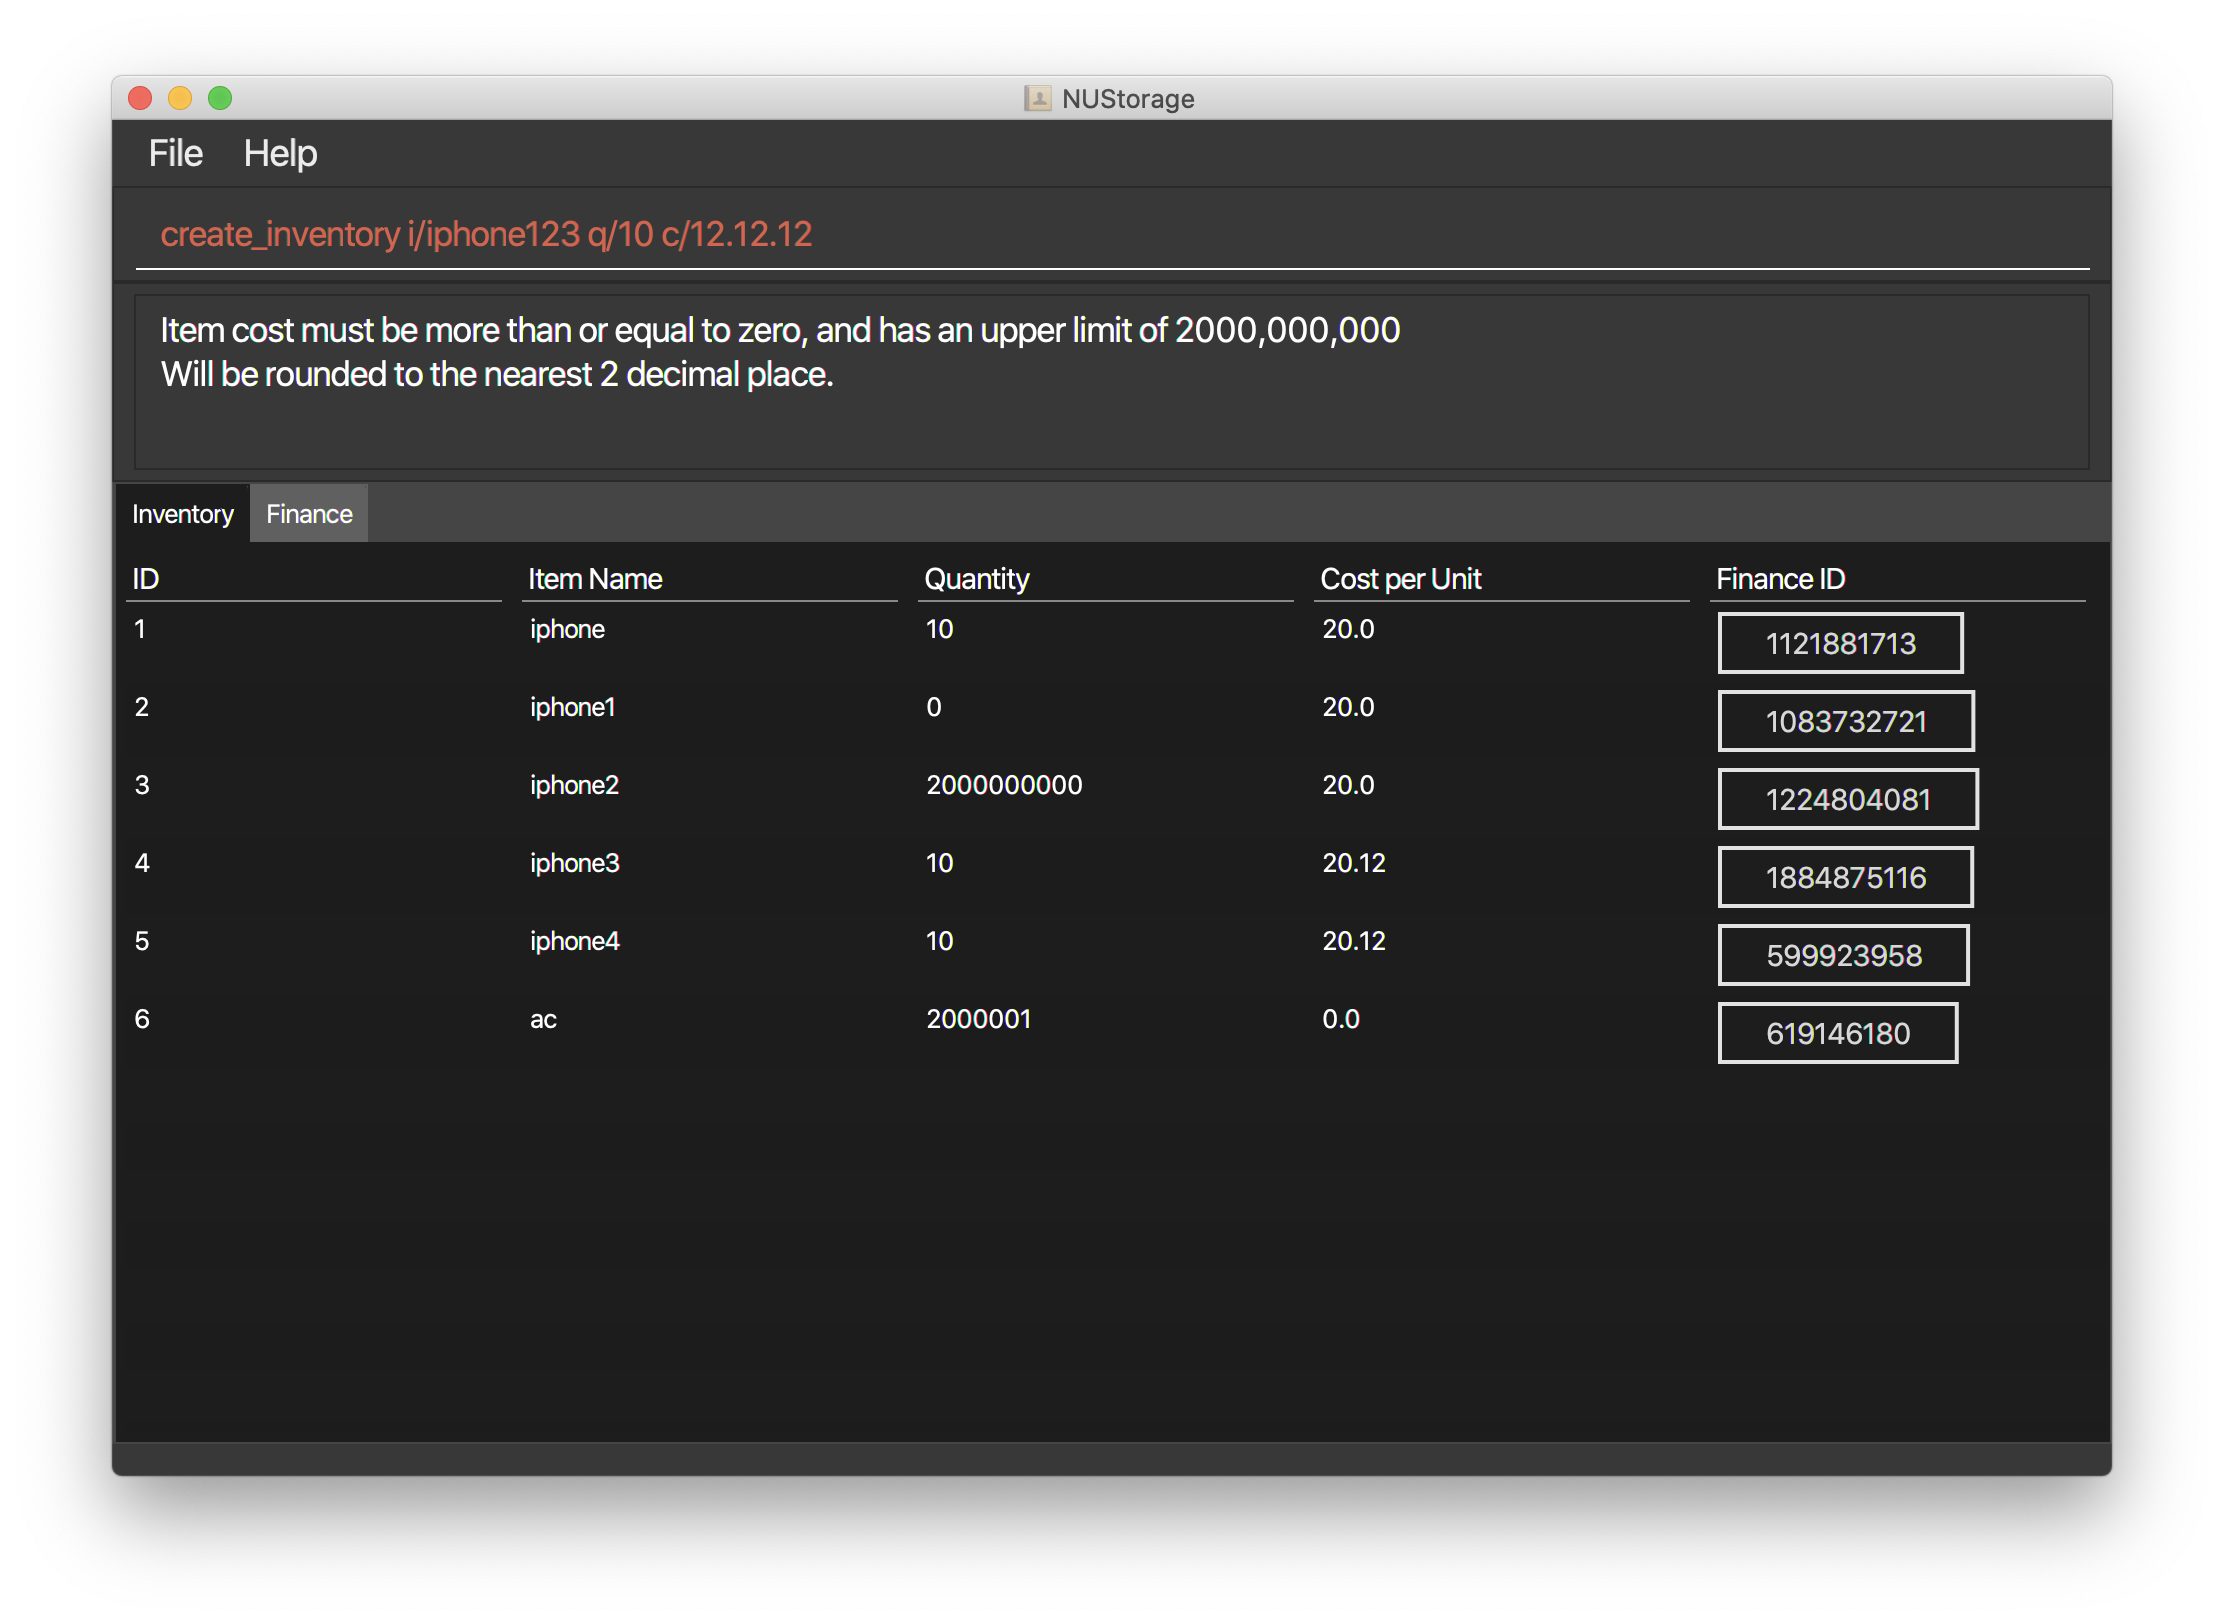 NUStorage
File Help
create_inventory i/iphone123 q/10 c/12.12.12
Item cost must be more than or equal to zero, and has an upper limit of 2000,000,000
Will be rounded to the nearest 2 decimal place.
Inventory Finance
ID Item Name Quantity Cost per Unit Finance ID
1 iphone 10 20.0 1121881713
2 iphone1 0 20.0 1083732721
3 iphone2 2000000000 20.0 1224804081
4 iphone3 10 20.12 1884875116
5 iphone4 10 20.12 599923958
6 ac 2000001 0.0 619146180